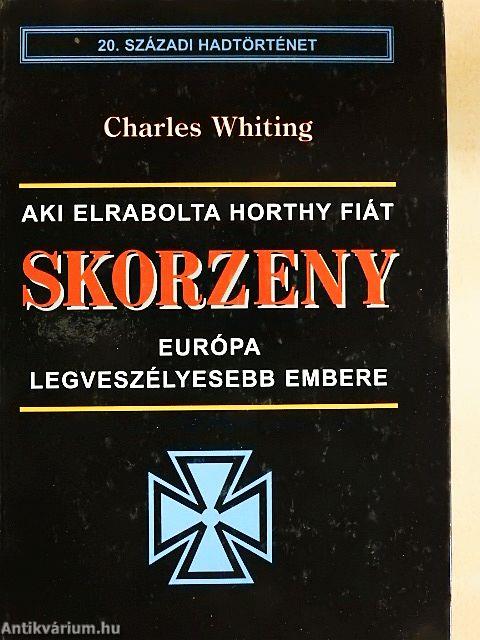 20. SZÁZADI HADTÖRTÉNET
Charles Whiting
AKI ELRABOLTA HORTHY FIÁT
SKORZENY
EURÓPA
LEGVESZÉLYESEBB EMBERE
Antikvárium.hu